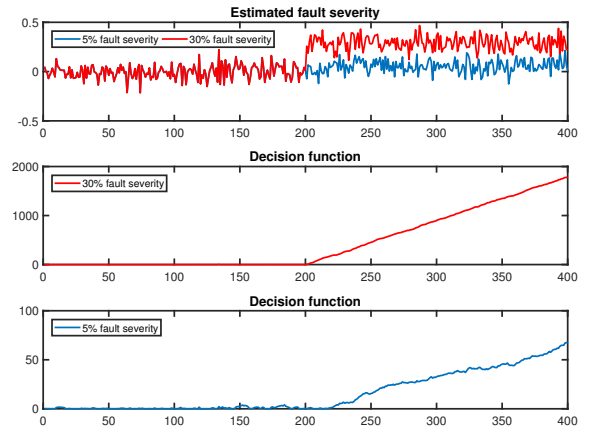 Estimated fault severity
0.5
0
-0.5
5% fault severity 30% fault severity
0 50 100 150 200 250 300 350 400
Decision function
2000
1000
0
30% fault severity
0 50 100 150 200 250 300 350 400
Decision function
100
50
0
5% fault severity
0 50 100 150 200 250 300 350 400